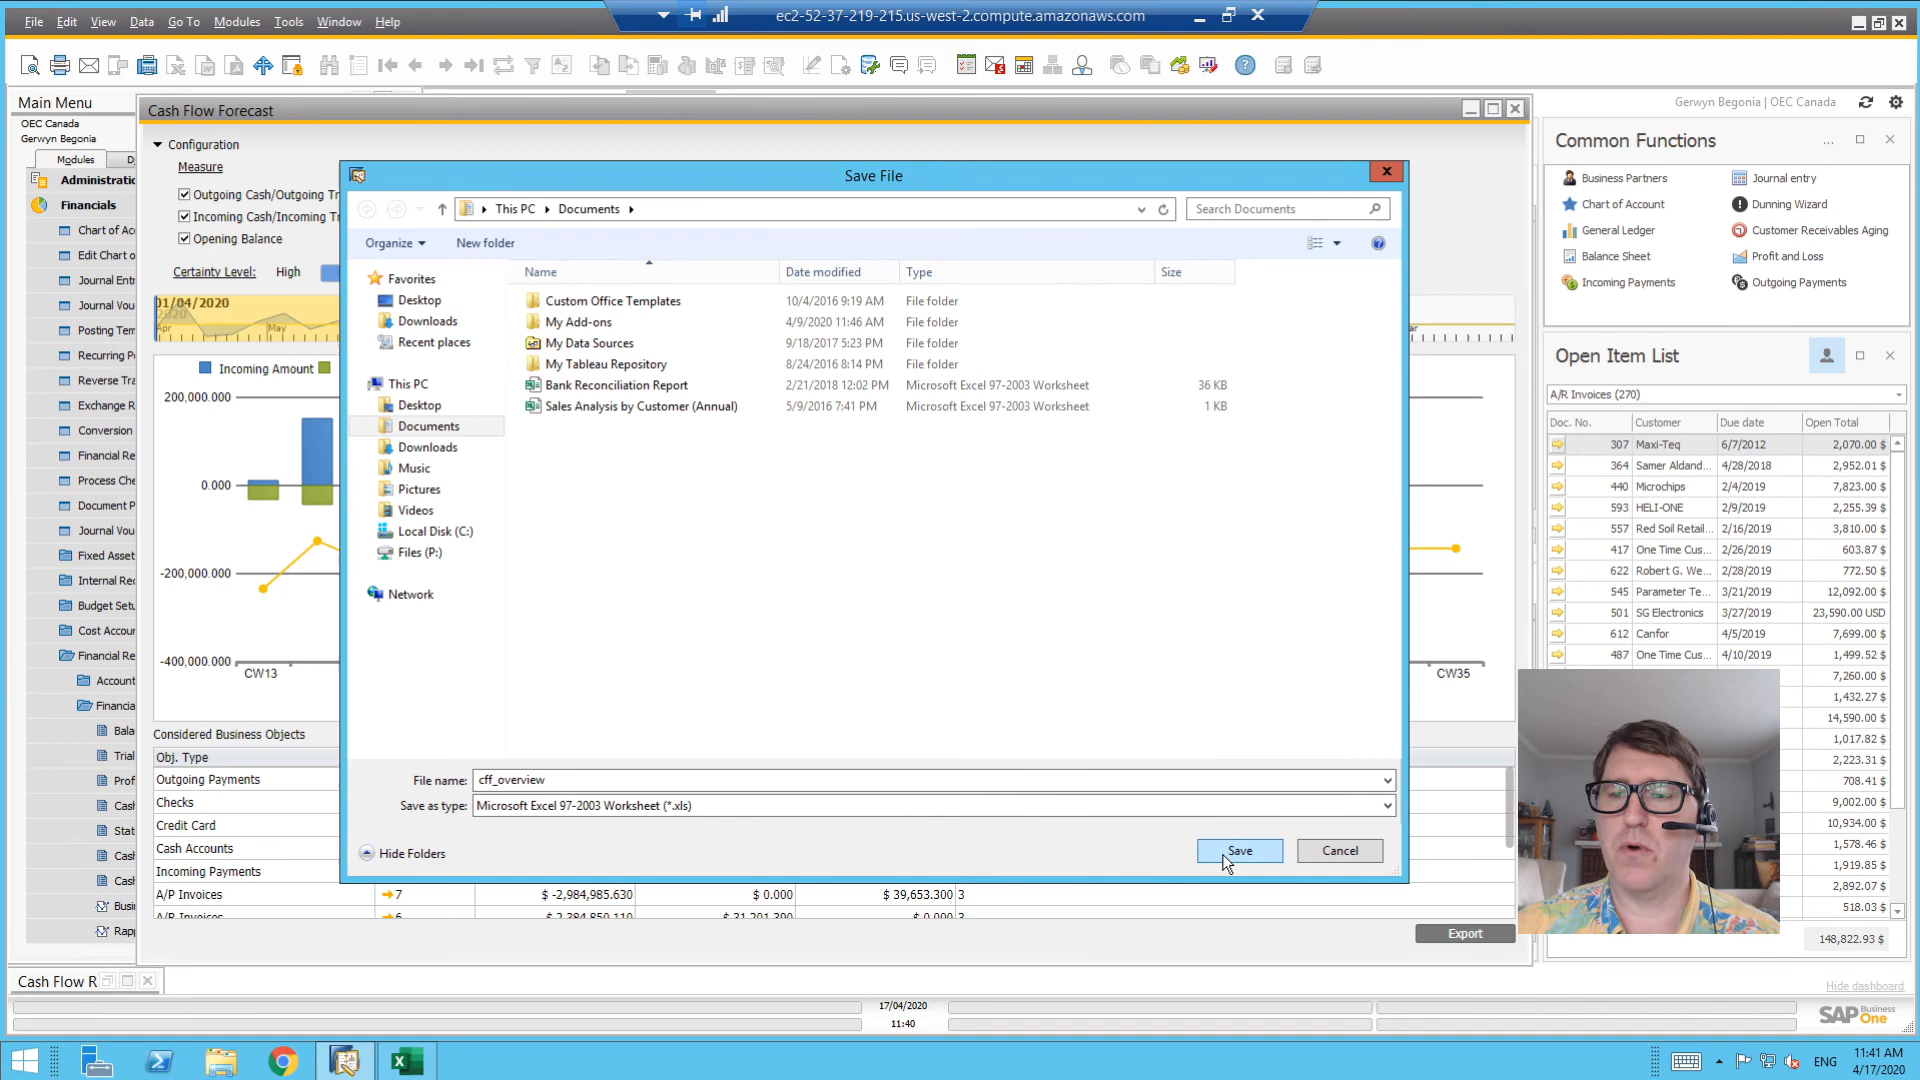 File Edit View Data Go To Modules Tools Window Help
ec2-52-37-219-215.us-west-2.compute.amazonaws.com
Main Menu
OEC Canada
Gerwyn Begonia
Modules
Administratio
Financials
Chart of Ac
Edit Chart o
Journal Entr
Journal Vou
Posting Tem
Recurring P
Reverse Tra
Exchange R
Conversion
Financial Re
Process Che
Document P
Journal Vou
Fixed Asset
Internal Rec
Budget Setu
Cost Accou
Financial Re
Account
Financia
Bala
Trial
Prof
Cash
Stat
Cash
Cash
Busi
Rap
Cash Flow R
Cash Flow Forecast
Configuration
Measure
Outgoing Cash/Outgoing Tr
Incoming Cash/Incoming T
Opening Balance
Certainty Level: High
01/04/2020
2020
Apr May
Incoming Amount
200,000.000
0.000
-200,000.000
-400,000.000
CW13
CW35
Considered Business Objects
Obj. Type
Outgoing Payments
Checks
Credit Card
Cash Accounts
Incoming Payments
A/P Invoices 7 $ -2,984,985.630 $ 0.000 $ 39,653.300 3
Export
Save File
This PC Documents
Search Documents
Organize New folder
Name Date modified Type Size
Favorites
Desktop
Downloads
Recent places
This PC
Desktop
Documents
Downloads
Music
Pictures
Videos
Local Disk (C:)
Files (P:)
Network
Custom Office Templates 10/4/2016 9:19 AM File folder
My Add-ons 4/9/2020 11:46 AM File folder
My Data Sources 9/18/2017 5:23 PM File folder
My Tableau Repository 8/24/2016 8:14 PM File folder
Bank Reconciliation Report 2/21/2018 12:02 PM Microsoft Excel 97-2003 Worksheet 36 KB
Sales Analysis by Customer (Annual) 5/9/2016 7:41 PM Microsoft Excel 97-2003 Worksheet 1 KB
File name: cff_overview
Save as type: Microsoft Excel 97-2003 Worksheet (*.xls)
Hide Folders
Save Cancel
Gerwyn Begonia | OEC Canada
Common Functions
Business Partners Journal entry
Chart of Account Dunning Wizard
General Ledger Customer Receivables Aging
Balance Sheet Profit and Loss
Incoming Payments Outgoing Payments
Open Item List
A/R Invoices (270)
Doc. No. Customer Due date Open Total
307 Maxi-Teq 6/7/2012 2,070.00 $
364 Samer Aldand... 4/28/2018 2,952.01 $
440 Microchips 2/4/2019 7,823.00 $
593 HELI-ONE 2/9/2019 2,255.39 $
557 Red Soil Retail... 2/16/2019 3,810.00 $
417 One Time Cus... 2/26/2019 603.87 $
622 Robert G. We... 2/28/2019 772.50 $
545 Parameter Te... 3/21/2019 12,092.00 $
501 SG Electronics 3/27/2019 23,590.00 USD
612 Canfor 4/5/2019 7,699.00 $
487 One Time Cus... 4/10/2019 1,499.52 $
7,260.00 $
1,432.27 $
14,590.00 $
1,017.82 $
2,223.31 $
708.41 $
9,002.00 $
10,934.00 $
1,578.46 $
1,919.85 $
2,892.07 $
518.03 $
148,822.93 $
Hide dashboard
17/04/2020
11:40
SAP Business One
ENG
11:41 AM
4/17/2020